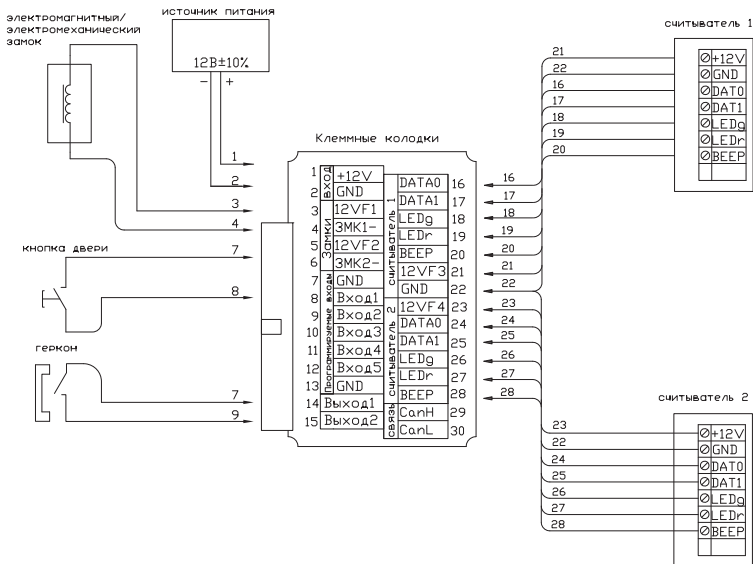 электромагнитный/
электромеханический
замок
источник питания
12В±10%
- +
1
2
3
4
кнопка двери
7
8
геркон
7
9
Клеммные колодки
вход
1 +12V
2 GND
Замки
3 12VF1
4 ЗМК1-
5 12VF2
6 ЗМК2-
Программируемые входы
7 GND
8 Вход1
9 Вход2
10 Вход3
11 Вход4
12 Вход5
13 GND
14 Выход1
15 Выход2
считыватель 1
DATA0 16
DATA1 17
LEDg 18
LEDr 19
BEEP 20
12VF3 21
GND 22
считыватель 2
12VF4 23
DATA0 24
DATA1 25
LEDg 26
LEDr 27
BEEP 28
связь
CanH 29
CanL 30
16
17
18
19
20
21
22
23
24
25
26
27
28
считыватель 1
21 +12V
22 GND
16 DAT0
17 DAT1
18 LEDg
19 LEDr
20 BEEP
считыватель 2
23 +12V
22 GND
24 DAT0
25 DAT1
26 LEDg
27 LEDr
28 BEEP